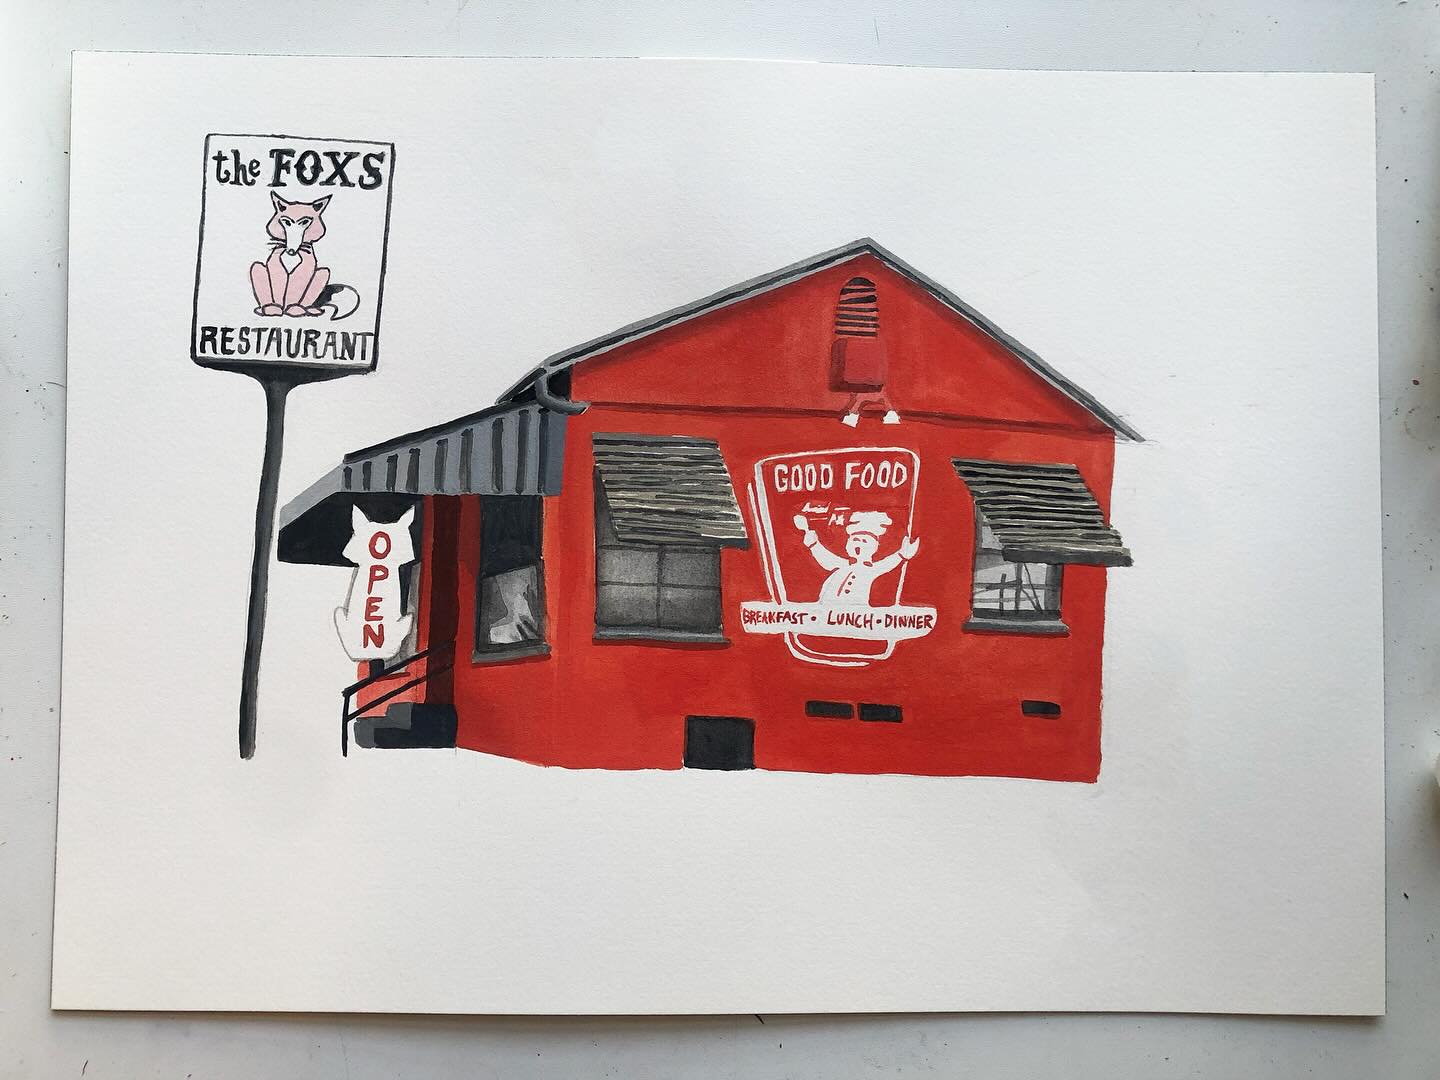 the FOXS
RESTAURANT
OPEN
GOOD FOOD
BREAKFAST • LUNCH • DINNER